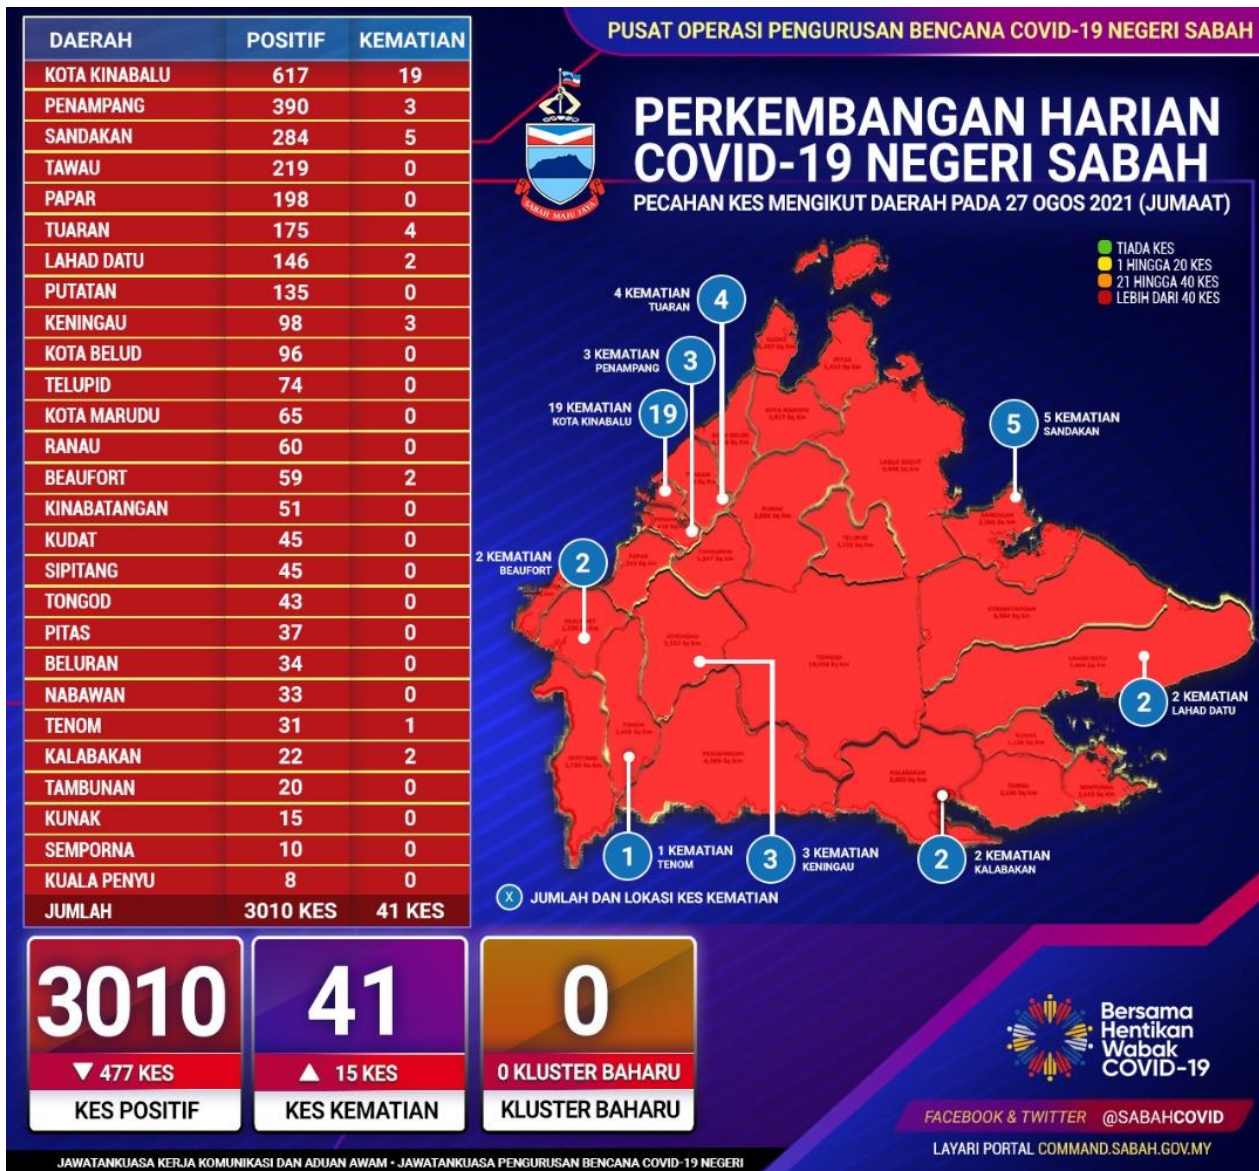 DAERAH POSITIF KEMATIAN
KOTA KINABALU 617 19
PENAMPANG 390 3
SANDAKAN 284 5
TAWAU 219 0
PAPAR 198 0
TUARAN 175 4
LAHAD DATU 146 2
PUTATAN 135 0
KENINGAU 98 3
KOTA BELUD 96 0
TELUPID 74 0
KOTA MARUDU 65 0
RANAU 60 0
BEAUFORT 59 2
KINABATANGAN 51 0
KUDAT 45 0
SIPITANG 45 0
TONGOD 43 0
PITAS 37 0
BELURAN 34 0
NABAWAN 33 0
TENOM 31 1
KALABAKAN 22 2
TAMBUNAN 20 0
KUNAK 15 0
SEMPORNA 10 0
KUALA PENYU 8 0
JUMLAH 3010 KES 41 KES
PUSAT OPERASI PENGURUSAN BENCANA COVID-19 NEGERI SABAH
SABAH MAJU JAYA
PERKEMBANGAN HARIAN
COVID-19 NEGERI SABAH
PECAHAN KES MENGIKUT DAERAH PADA 27 OGOS 2021 (JUMAAT)
TIADA KES
1 HINGGA 20 KES
21 HINGGA 40 KES
LEBIH DARI 40 KES
4 KEMATIAN
TUARAN
4
3 KEMATIAN
PENAMPANG
3
19 KEMATIAN
KOTA KINABALU
19
5
5 KEMATIAN
SANDAKAN
2 KEMATIAN
BEAUFORT
2
2
2 KEMATIAN
LAHAD DATU
1
1 KEMATIAN
TENOM
3
3 KEMATIAN
KENINGAU
2
2 KEMATIAN
KALABAKAN
X JUMLAH DAN LOKASI KES KEMATIAN
3010
▼ 477 KES
KES POSITIF
41
▲ 15 KES
KES KEMATIAN
0
0 KLUSTER BAHARU
KLUSTER BAHARU
Bersama
Hentikan
Wabak
COVID-19
FACEBOOK & TWITTER @SABAHCOVID
LAYARI PORTAL COMMAND.SABAH.GOV.MY
JAWATANKUASA KERJA KOMUNIKASI DAN ADUAN AWAM • JAWATANKUASA PENGURUSAN BENCANA COVID-19 NEGERI